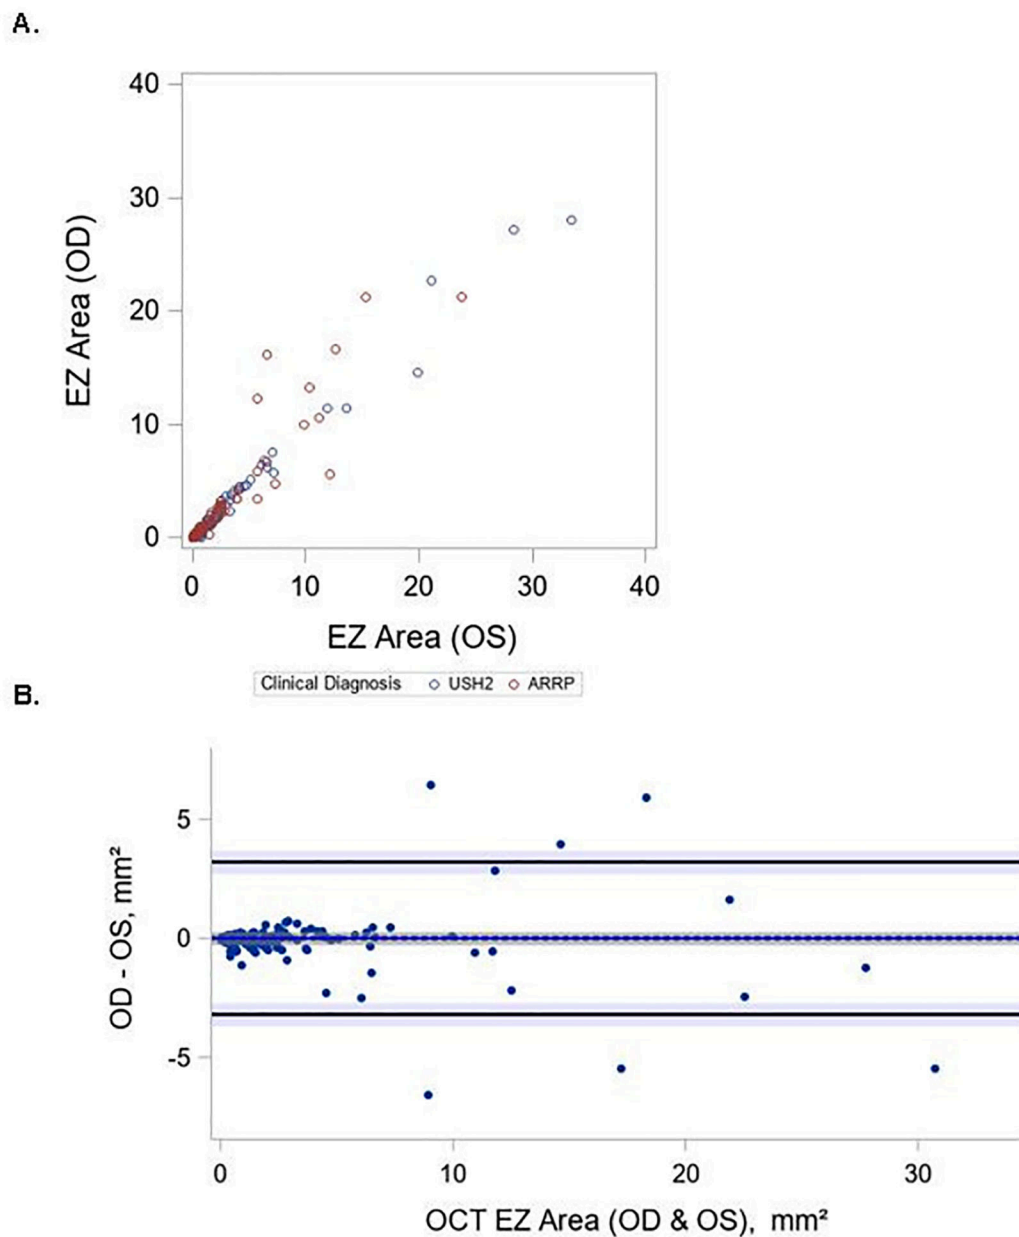 A.
40
30
20
10
0
EZ Area (OD)
0 10 20 30 40
EZ Area (OS)
Clinical Diagnosis USH2 ARRP
B.
5
0
-5
OD - OS, mm²
0 10 20 30
OCT EZ Area (OD & OS), mm²